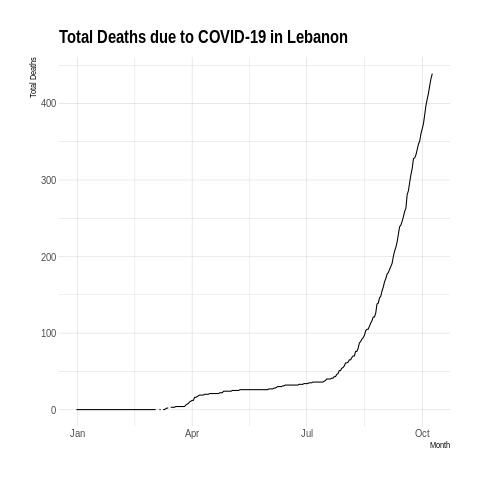 Total Deaths due to COVID-19 in Lebanon
Total Deaths
400
300
200
100
0
Jan Apr Jul Oct
Month